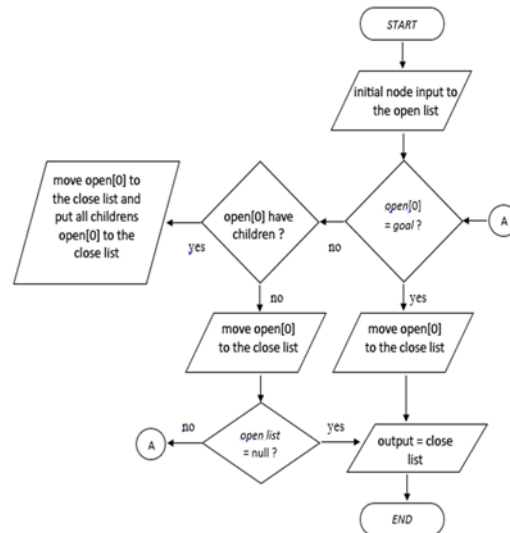 START
initial node input to
the open list
move open[0] to
the close list and
put all childrens
open[0] to the
close list
open[0] have
children ?
open[0]
= goal ?
A
yes
no
no
yes
move open[0]
to the close list
move open[0]
to the close list
no
yes
A
open list
= null ?
output = close
list
END